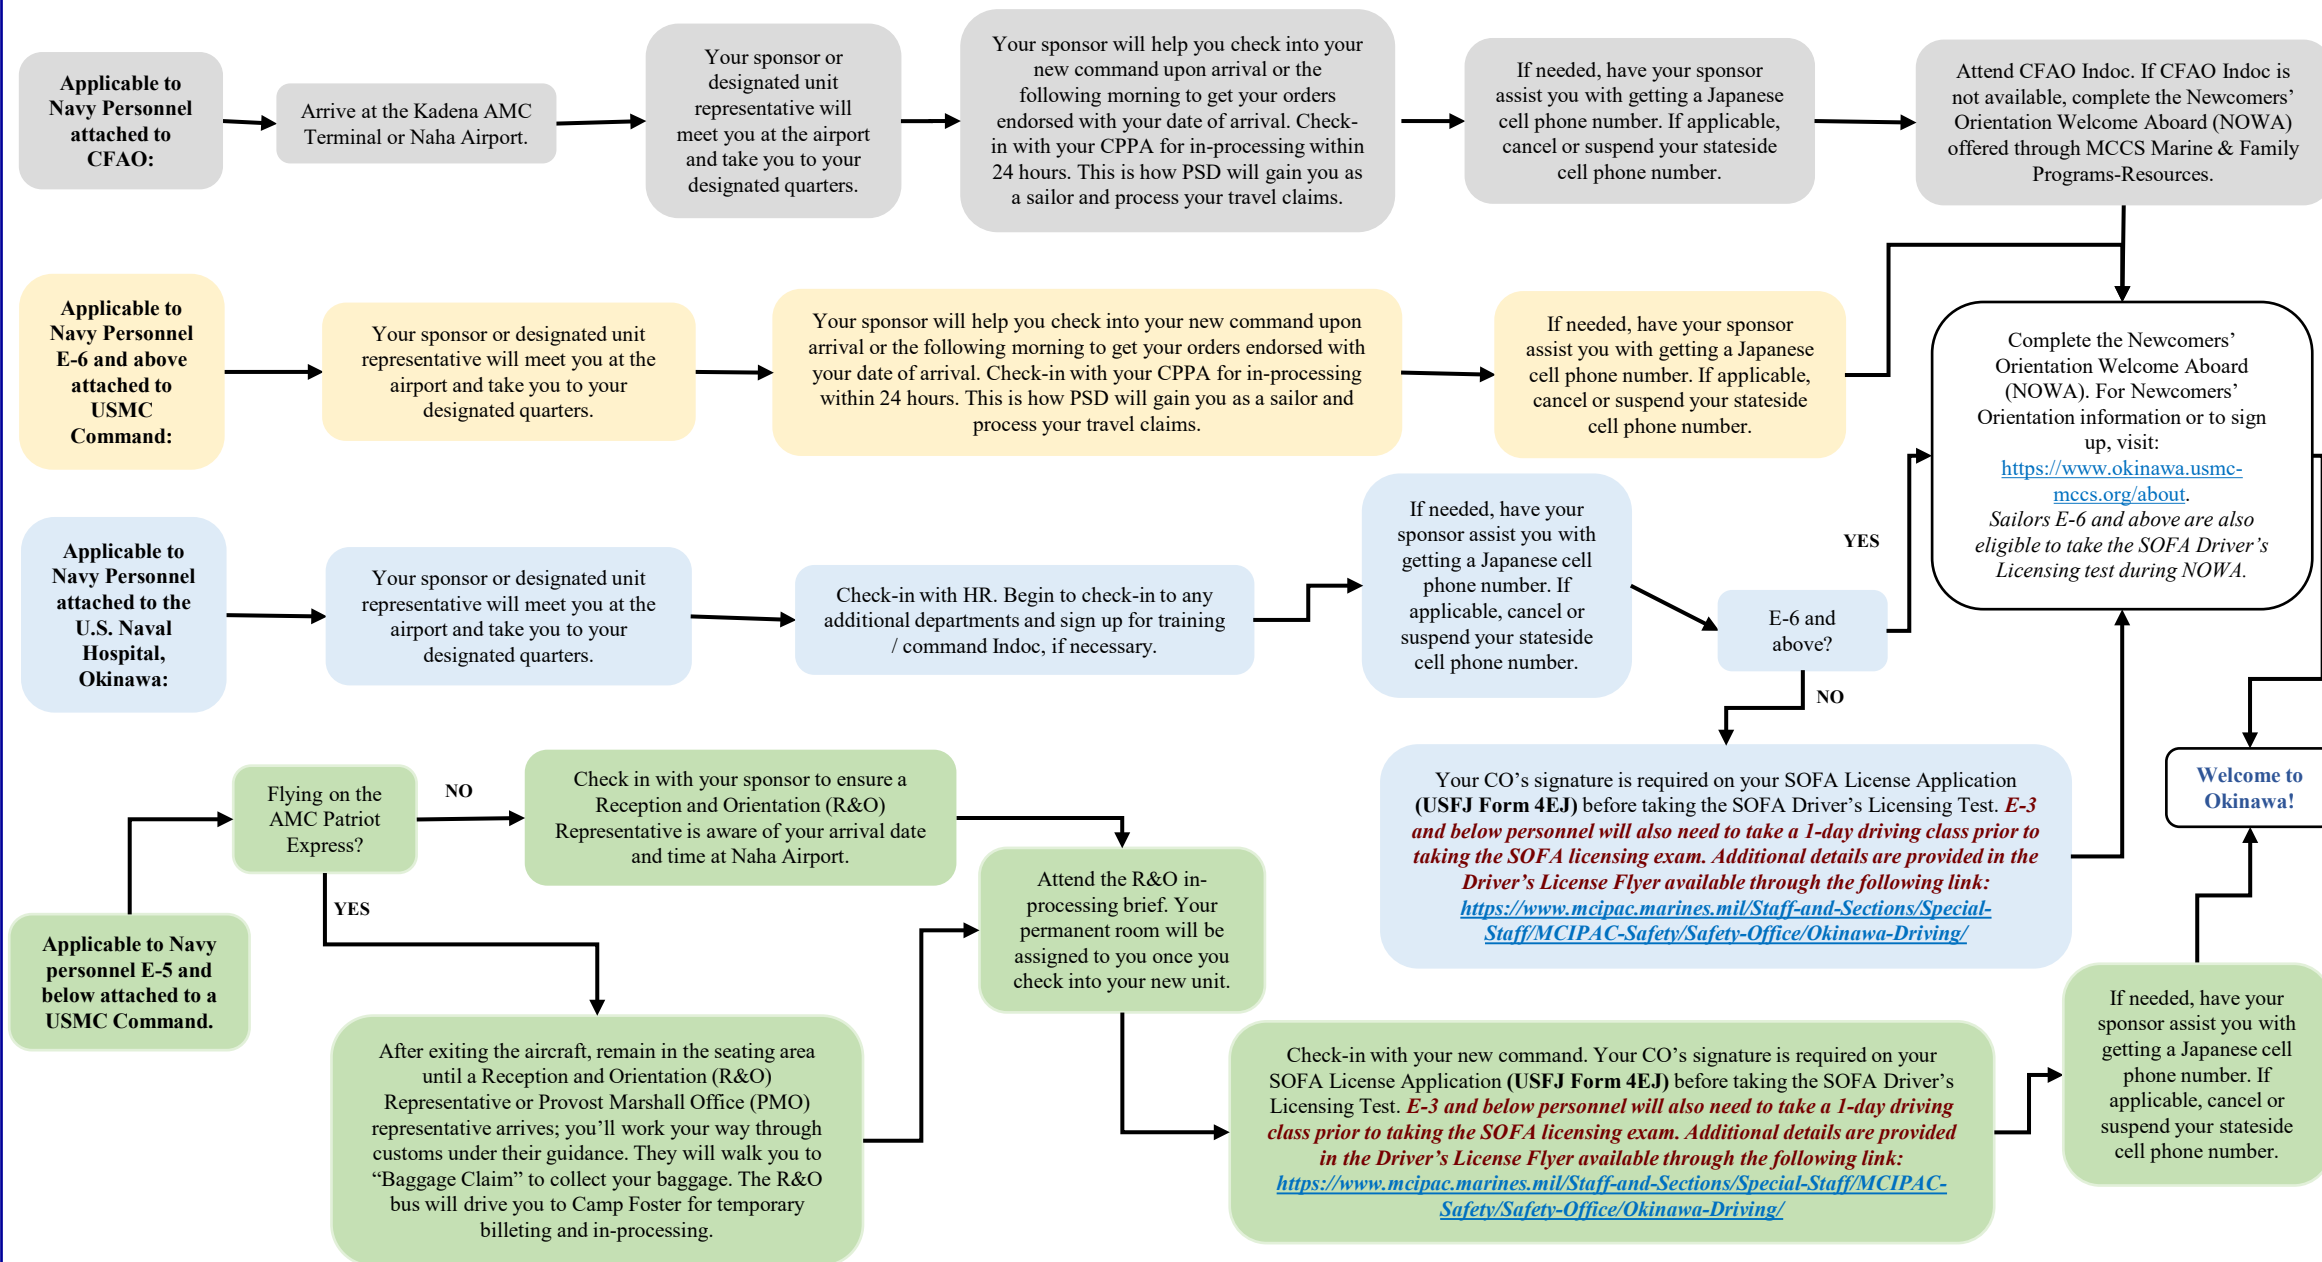 Applicable to
Navy Personnel
attached to
CFAO:
Arrive at the Kadena AMC
Terminal or Naha Airport.
Your sponsor or
designated unit
representative will
meet you at the airport
and take you to your
designated quarters.
Your sponsor will help you check into your
new command upon arrival or the
following morning to get your orders
endorsed with your date of arrival. Check-
in with your CPPA for in-processing within
24 hours. This is how PSD will gain you as
a sailor and process your travel claims.
If needed, have your sponsor
assist you with getting a Japanese
cell phone number. If applicable,
cancel or suspend your stateside
cell phone number.
Attend CFAO Indoc. If CFAO Indoc is
not available, complete the Newcomers’
Orientation Welcome Aboard (NOWA)
offered through MCCS Marine & Family
Programs-Resources.
Applicable to
Navy Personnel
E-6 and above
attached to
USMC
Command:
Your sponsor or designated unit
representative will meet you at the
airport and take you to your
designated quarters.
Your sponsor will help you check into your new command upon
arrival or the following morning to get your orders endorsed with
your date of arrival. Check-in with your CPPA for in-processing
within 24 hours. This is how PSD will gain you as a sailor and
process your travel claims.
If needed, have your sponsor
assist you with getting a Japanese
cell phone number. If applicable,
cancel or suspend your stateside
cell phone number.
Complete the Newcomers’
Orientation Welcome Aboard
(NOWA). For Newcomers’
Orientation information or to sign
up, visit:
https://www.okinawa.usmc-
mccs.org/about.
Sailors E-6 and above are also
eligible to take the SOFA Driver’s
Licensing test during NOWA.
Applicable to
Navy Personnel
attached to the
U.S. Naval
Hospital,
Okinawa:
Your sponsor or designated unit
representative will meet you at the
airport and take you to your
designated quarters.
Check-in with HR. Begin to check-in to any
additional departments and sign up for training
/ command Indoc, if necessary.
If needed, have your
sponsor assist you with
getting a Japanese cell
phone number. If
applicable, cancel or
suspend your stateside
cell phone number.
E-6 and
above?
YES
NO
Your CO’s signature is required on your SOFA License Application
(USFJ Form 4EJ) before taking the SOFA Driver’s Licensing Test. E-3
and below personnel will also need to take a 1-day driving class prior to
taking the SOFA licensing exam. Additional details are provided in the
Driver’s License Flyer available through the following link:
https://www.mcipac.marines.mil/Staff-and-Sections/Special-
Staff/MCIPAC-Safety/Safety-Office/Okinawa-Driving/
Welcome to
Okinawa!
Applicable to Navy
personnel E-5 and
below attached to a
USMC Command.
Flying on the
AMC Patriot
Express?
NO
YES
Check in with your sponsor to ensure a
Reception and Orientation (R&O)
Representative is aware of your arrival date
and time at Naha Airport.
After exiting the aircraft, remain in the seating area
until a Reception and Orientation (R&O)
Representative or Provost Marshall Office (PMO)
representative arrives; you’ll work your way through
customs under their guidance. They will walk you to
“Baggage Claim” to collect your baggage. The R&O
bus will drive you to Camp Foster for temporary
billeting and in-processing.
Attend the R&O in-
processing brief. Your
permanent room will be
assigned to you once you
check into your new unit.
Check-in with your new command. Your CO’s signature is required on your
SOFA License Application (USFJ Form 4EJ) before taking the SOFA Driver’s
Licensing Test. E-3 and below personnel will also need to take a 1-day driving
class prior to taking the SOFA licensing exam. Additional details are provided
in the Driver’s License Flyer available through the following link:
https://www.mcipac.marines.mil/Staff-and-Sections/Special-Staff/MCIPAC-
Safety/Safety-Office/Okinawa-Driving/
If needed, have your
sponsor assist you with
getting a Japanese cell
phone number. If
applicable, cancel or
suspend your stateside
cell phone number.